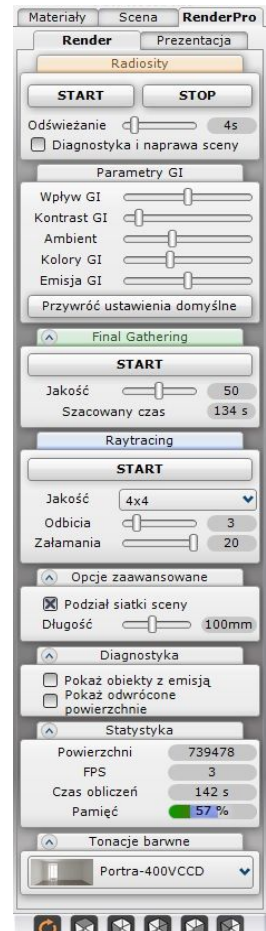 Materiały Scena RenderPro
Render Prezentacja
Radiosity
START STOP
Odświeżanie 4s
Diagnostyka i naprawa sceny
Parametry GI
Wpływ GI
Kontrast GI
Ambient
Kolory GI
Emisja GI
Przywróć ustawienia domyślne
Final Gathering
START
Jakość 50
Szacowany czas 134 s
Raytracing
START
Jakość 4x4
Odbicia 3
Załamania 20
Opcje zaawansowane
Podział siatki sceny
Długość 100mm
Diagnostyka
Pokaż obiekty z emisją
Pokaż odwrócone
powierzchnie
Statystyka
Powierzchni 739478
FPS 3
Czas obliczeń 142 s
Pamięć 57 %
Tonacje barwne
Portra-400VCCD